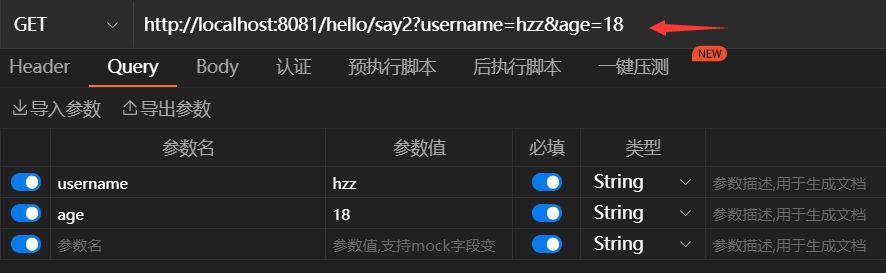 GET http://localhost:8081/hello/say2?username=hzz&age=18
Header Query Body 认证 预执行脚本 后执行脚本 一键压测 NEW
导入参数 导出参数
参数名 参数值 必填 类型
username hzz String 参数描述,用于生成文档
age 18 String 参数描述,用于生成文档
参数名 参数值,支持mock字段变 String 参数描述,用于生成文档